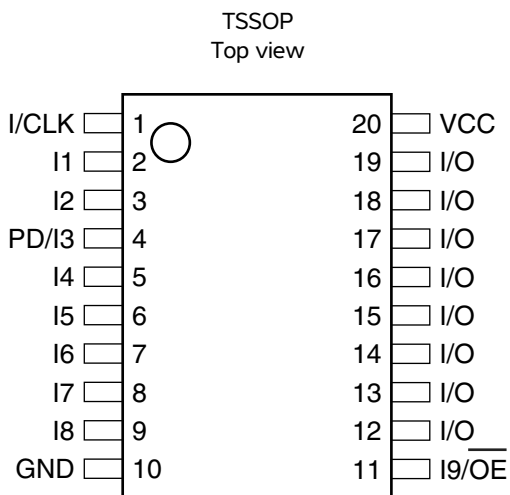 TSSOP
Top view
I/CLK 1 20 VCC
I1 2 19 I/O
I2 3 18 I/O
PD/I3 4 17 I/O
I4 5 16 I/O
I5 6 15 I/O
I6 7 14 I/O
I7 8 13 I/O
I8 9 12 I/O
GND 10 11 I9/O̅E̅